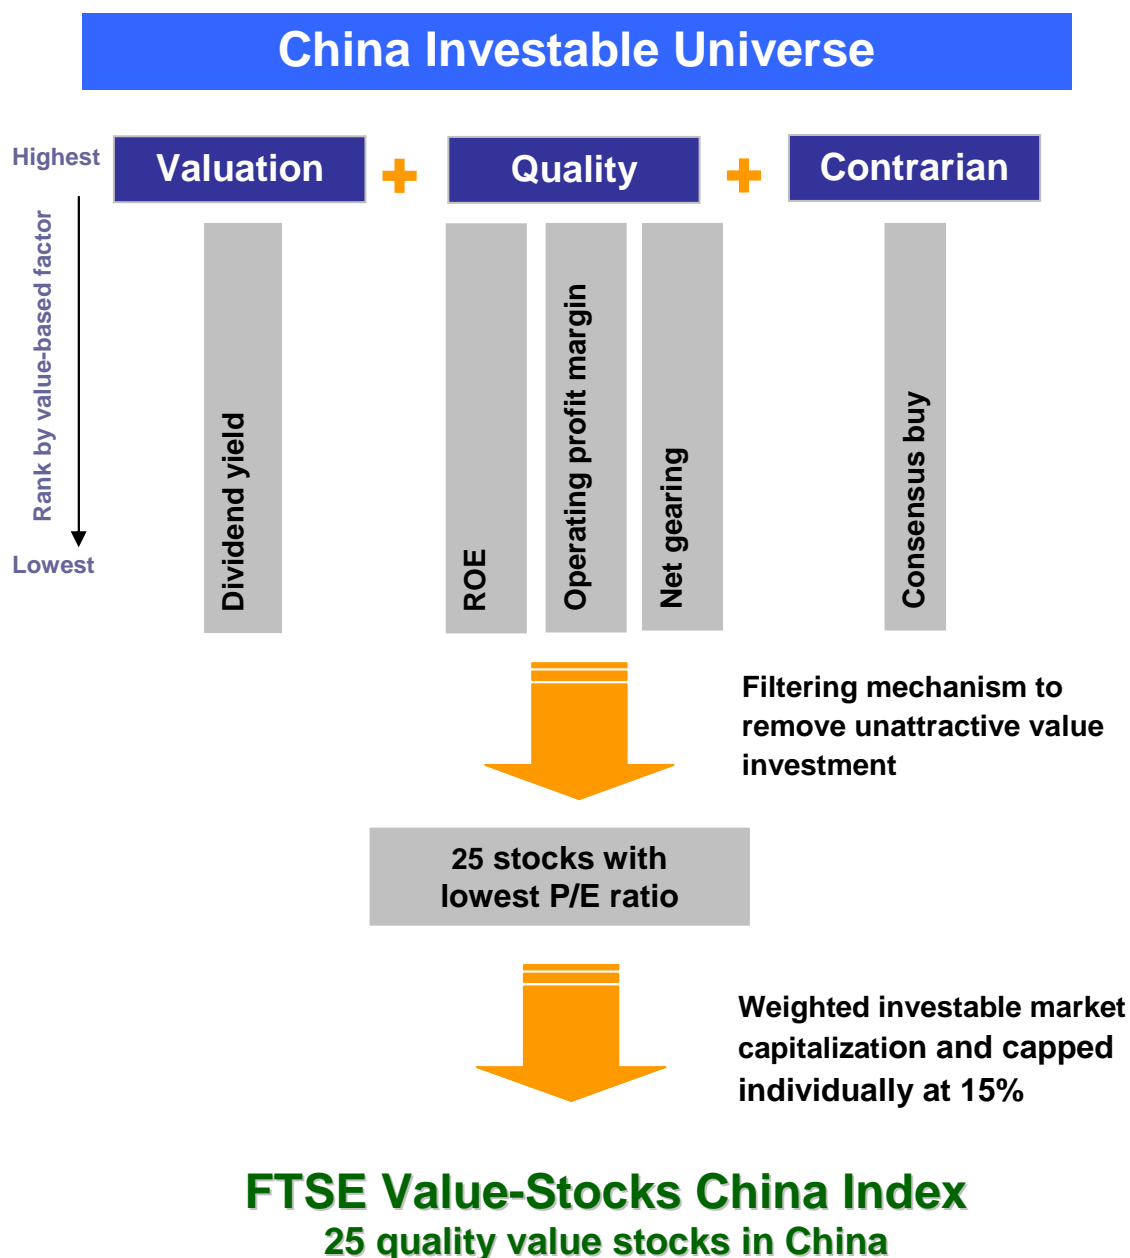 China Investable Universe
Highest
Valuation
Quality
Contrarian
Rank by value-based factor
Lowest
Dividend yield
ROE
Operating profit margin
Net gearing
Consensus buy
Filtering mechanism to
remove unattractive value
investment
25 stocks with
lowest P/E ratio
Weighted investable market
capitalization and capped
individually at 15%
FTSE Value-Stocks China Index
25 quality value stocks in China